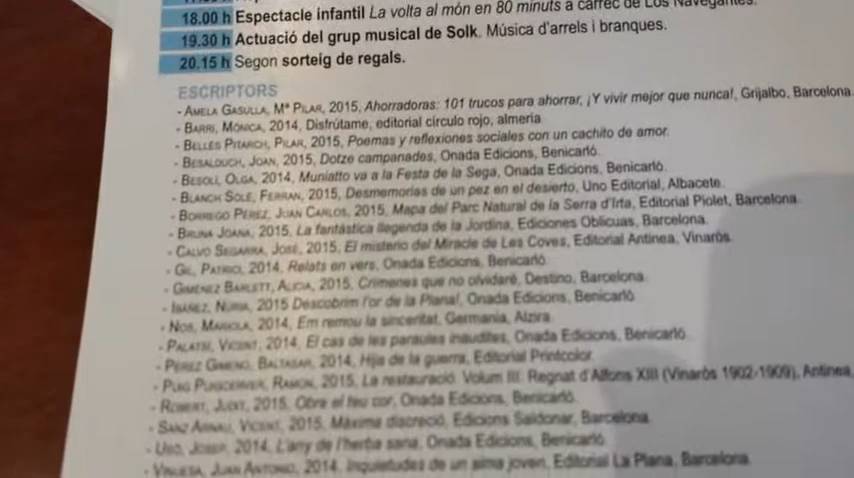 18.00 h Espectacle infantil La volta al món en 80 minuts a càrrec de Los Navegantes.
19.30 h Actuació del grup musical de Solk. Música d'arrels i branques.
20.15 h Segon sorteig de regals.
ESCRIPTORS
- AMELA GASULLA, Mª PILAR, 2015, Ahorradoras: 101 trucos para ahorrar, ¡Y vivir mejor que nunca!, Grijalbo, Barcelona
- BARRI, MÓNICA, 2014, Disfrútame, editorial círculo rojo, almeria
- BELLÉS PITARCH, PILAR, 2015, Poemas y reflexiones sociales con un cachito de amor.
- BESALDUCH, JOAN, 2015, Dotze campanades, Onada Edicions, Benicarló.
- BESOLÍ, OLGA, 2014, Muniatto va a la Festa de la Sega, Onada Edicions, Benicarló.
- BLANCH SOLÉ, FERRAN, 2015, Desmemorias de un pez en el desierto, Uno Editorial, Albacete.
- BORREGO PÉREZ, JUAN CARLOS, 2015, Mapa del Parc Natural de la Serra d'Irta, Editorial Piolet, Barcelona.
- BRUNA JOANA, 2015, La fantàstica llegenda de la Jordina, Ediciones Oblicuas, Barcelona.
- CALVO SEGARRA, JOSÉ, 2015, El misterio del Miracle de Les Coves, Editorial Antinea, Vinaròs.
- GIL, PATRICI, 2014, Relats en vers, Onada Edicions, Benicarló
- GIMÉNEZ BARLETT, ALICIA, 2015, Crímenes que no olvidaré, Destino, Barcelona.
- IBÁÑEZ, NÚRIA, 2015 Descobrim l'or de la Plana!, Onada Edicions, Benicarló
- NOS, MARIOLA, 2014, Em remou la sinceritat, Germania, Alzira.
- PALATSÍ, VICENT, 2014, El cas de les paraules inaudites, Onada Edicions, Benicarló.
- PÉREZ GIMENO, BALTASAR, 2014, Hija de la guerra, Editorial Printcolor.
- PUIG PUIGCERVER, RAMON, 2015, La restauració. Volum III: Regnat d'Alfons XIII (Vinaròs 1902-1909), Antinea,
- ROBERT, JUDIT, 2015, Obre el teu cor, Onada Edicions, Benicarló.
- SANZ ARNAU, VICENT, 2015, Màxima discreció, Edicions Saldonar, Barcelona
- USÓ, JOSEP, 2014, L'any de l'herba sana, Onada Edicions, Benicarló
JUAN ANTONIO, 2014, Inquietudes de un alma joven, Editorial La Plana, Barcelona.